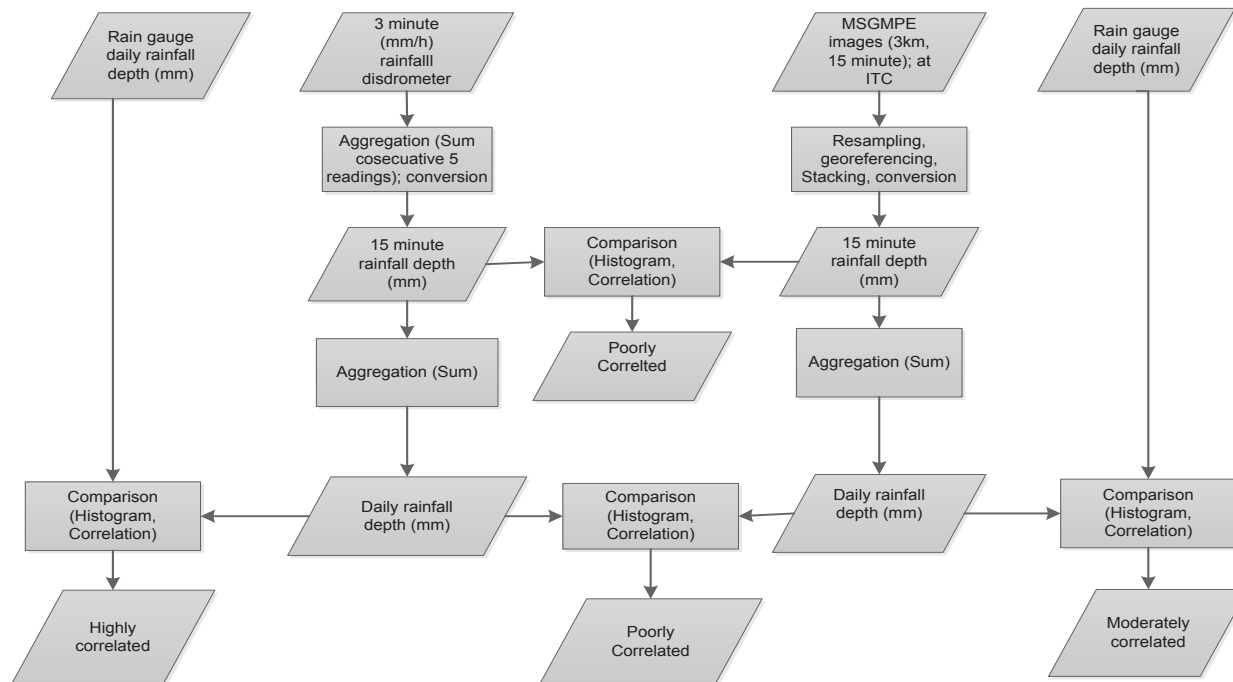 Rain gauge
daily rainfall
depth (mm)
3 minute
(mm/h)
rainfalll
disdrometer
MSGMPE
images (3km,
15 minute); at
ITC
Rain gauge
daily rainfall
depth (mm)
Aggregation (Sum
cosecuative 5
readings); conversion
Resampling,
georeferencing,
Stacking, conversion
15 minute
rainfall depth
(mm)
Comparison
(Histogram,
Correlation)
15 minute
rainfall depth
(mm)
Poorly
Correlted
Aggregation (Sum)
Aggregation (Sum)
Comparison
(Histogram,
Correlation)
Daily rainfall
depth (mm)
Comparison
(Histogram,
Correlation)
Daily rainfall
depth (mm)
Comparison
(Histogram,
Correlation)
Highly
correlated
Poorly
Correlated
Moderately
correlated